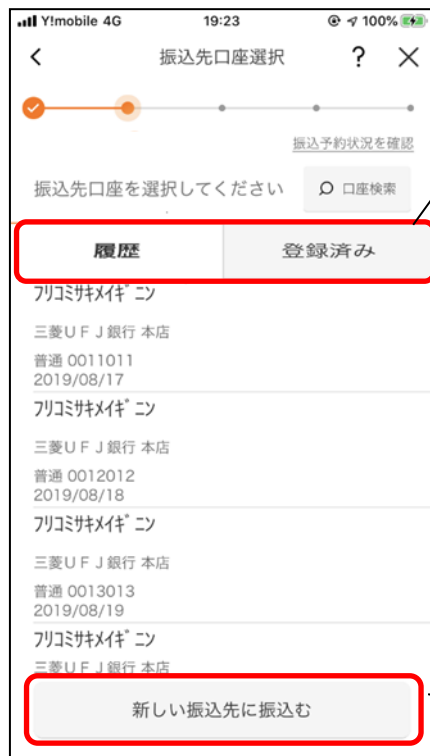 Y!mobile 4G 19:23 100%
振込先口座選択 ?
振込予約状況を確認
振込先口座を選択してください 口座検索
履歴 登録済み
フリコミサキメイギニン
三菱UFJ銀行 本店
普通 0011011
2019/08/17
フリコミサキメイギニン
三菱UFJ銀行 本店
普通 0012012
2019/08/18
フリコミサキメイギニン
三菱UFJ銀行 本店
普通 0013013
2019/08/19
フリコミサキメイギニン
三菱UFJ銀行 本店
新しい振込先に振込む